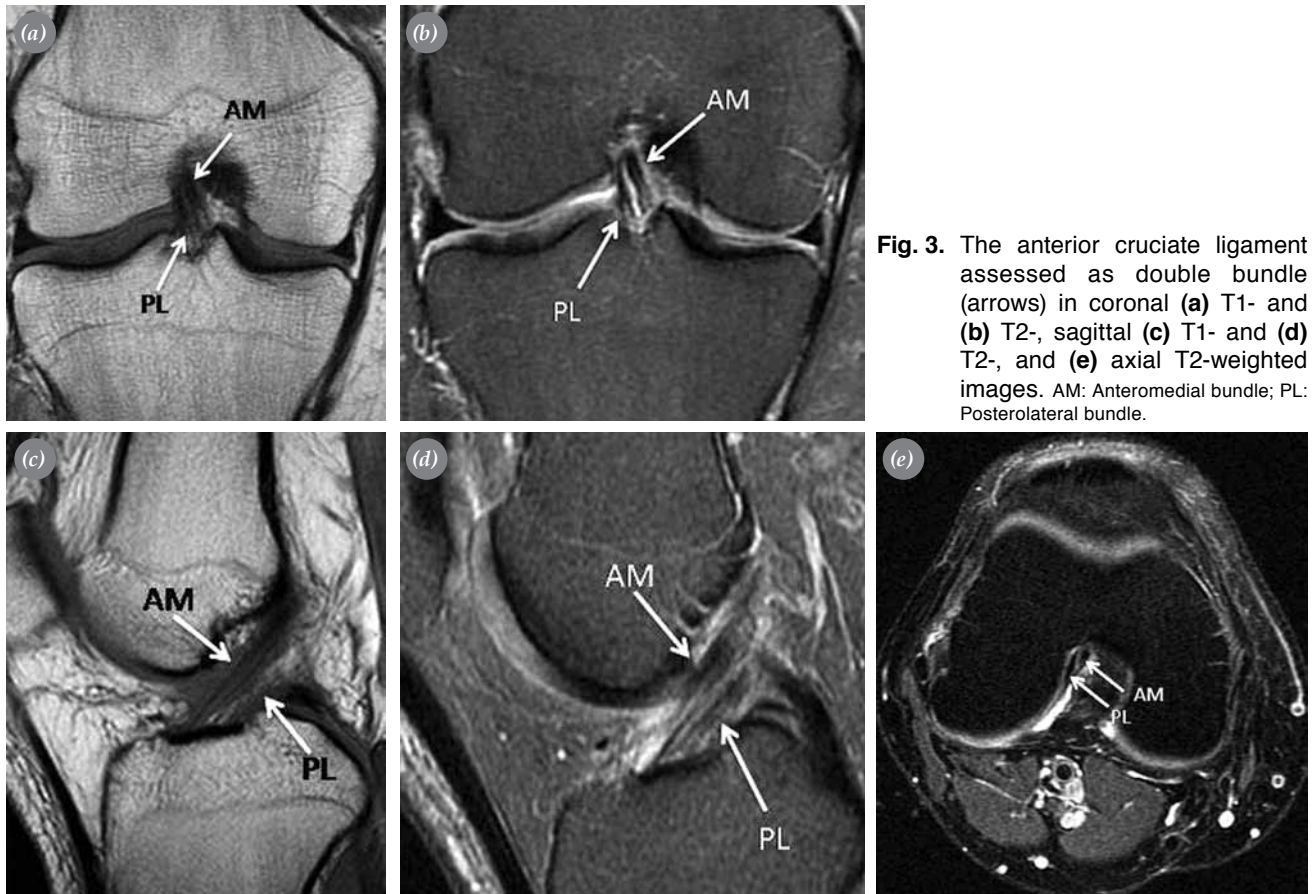 (a)
AM
PL
(b)
AM
PL
Fig. 3. The anterior cruciate ligament
assessed as double bundle
(arrows) in coronal (a) T1- and
(b) T2-, sagittal (c) T1- and (d)
T2-, and (e) axial T2-weighted
images. AM: Anteromedial bundle; PL:
Posterolateral bundle.
(c)
AM
PL
(d)
AM
PL
(e)
AM
PL